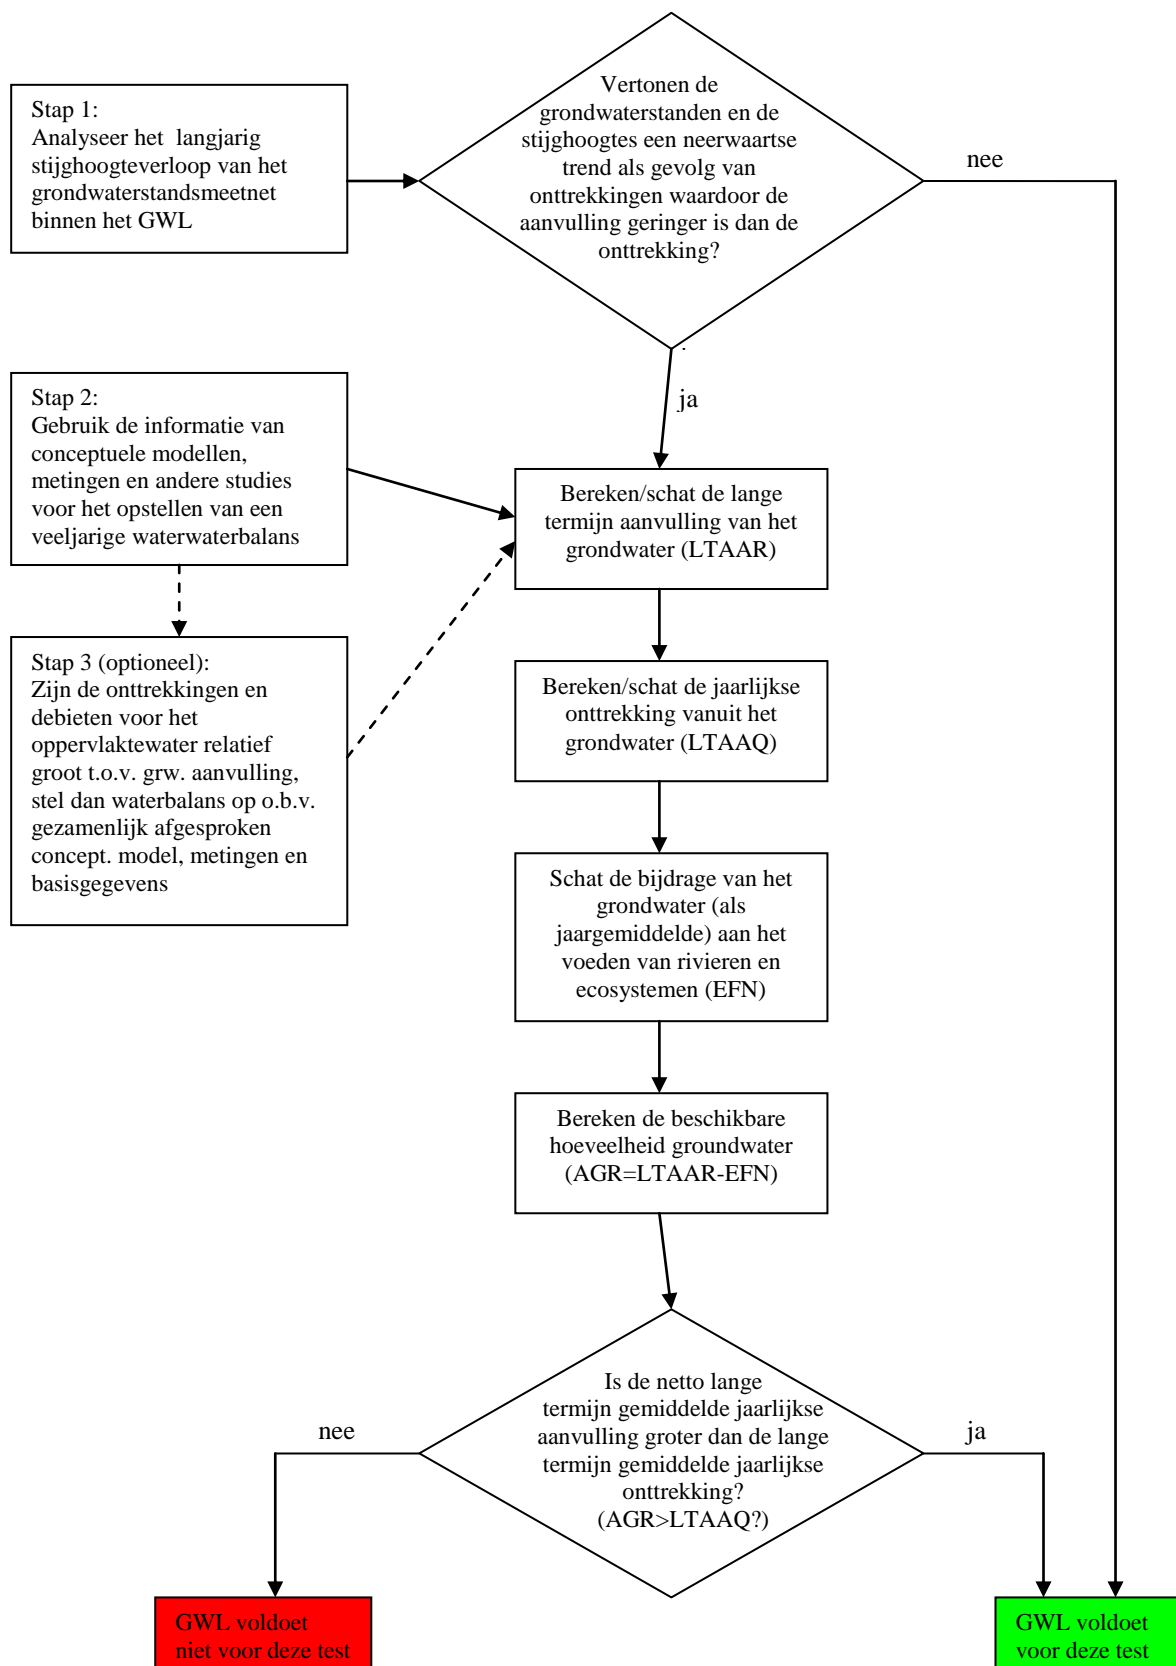 Stap 1:
Analyseer het langjarig
stijghoogteverloop van het
grondwaterstandsmeetnet
binnen het GWL
Vertonen de
grondwaterstanden en de
stijghoogtes een neerwaartse
trend als gevolg van
onttrekkingen waardoor de
aanvulling geringer is dan de
onttrekking?
nee
ja
Stap 2:
Gebruik de informatie van
conceptuele modellen,
metingen en andere studies
voor het opstellen van een
veeljarige waterwaterbalans
Bereken/schat de lange
termijn aanvulling van het
grondwater (LTAAR)
Stap 3 (optioneel):
Zijn de onttrekkingen en
debieten voor het
oppervlaktewater relatief
groot t.o.v. grw. aanvulling,
stel dan waterbalans op o.b.v.
gezamenlijk afgesproken
concept. model, metingen en
basisgegevens
Bereken/schat de jaarlijkse
onttrekking vanuit het
grondwater (LTAAQ)
Schat de bijdrage van het
grondwater (als
jaargemiddelde) aan het
voeden van rivieren en
ecosystemen (EFN)
Bereken de beschikbare
hoeveelheid groundwater
(AGR=LTAAR-EFN)
Is de netto lange
termijn gemiddelde jaarlijkse
aanvulling groter dan de lange
termijn gemiddelde jaarlijkse
onttrekking?
(AGR>LTAAQ?)
nee
ja
GWL voldoet
niet voor deze test
GWL voldoet
voor deze test